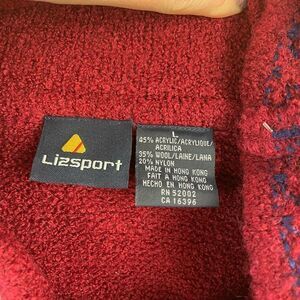 Lizsport
L
45% ACRYLIC/ACRYLIQUE/
ACRILICA
35% WOOL/LAINE/LANA
20% NYLON
MADE IN HONG KONG
FAIT A HONG KONG
HECHO EN HONG KONG
RN 52002
CA 16396